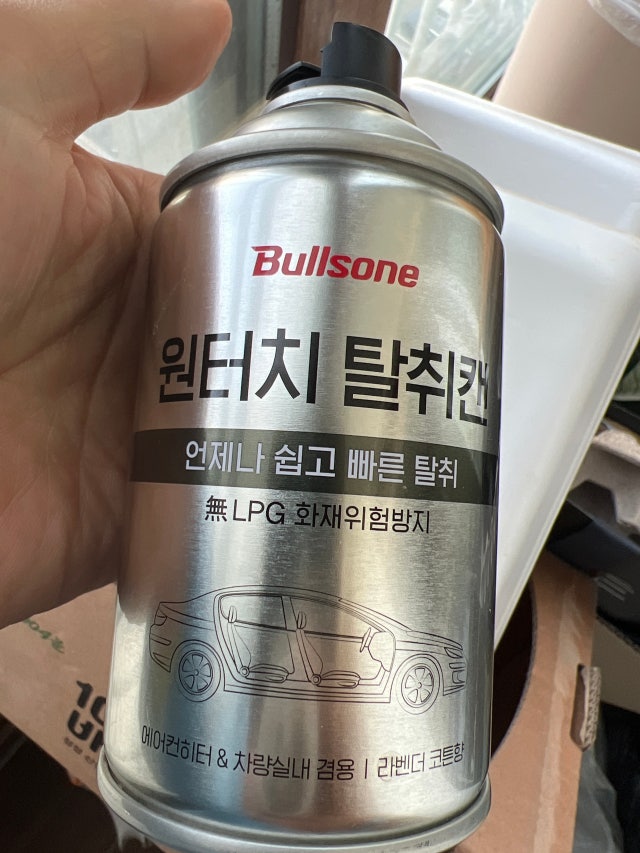 Bullsone
원터치 탈취캔
언제나 쉽고 빠른 탈취
無 LPG 화재위험방지
에어컨히터 & 차량실내 겸용 | 라벤더 코튼향